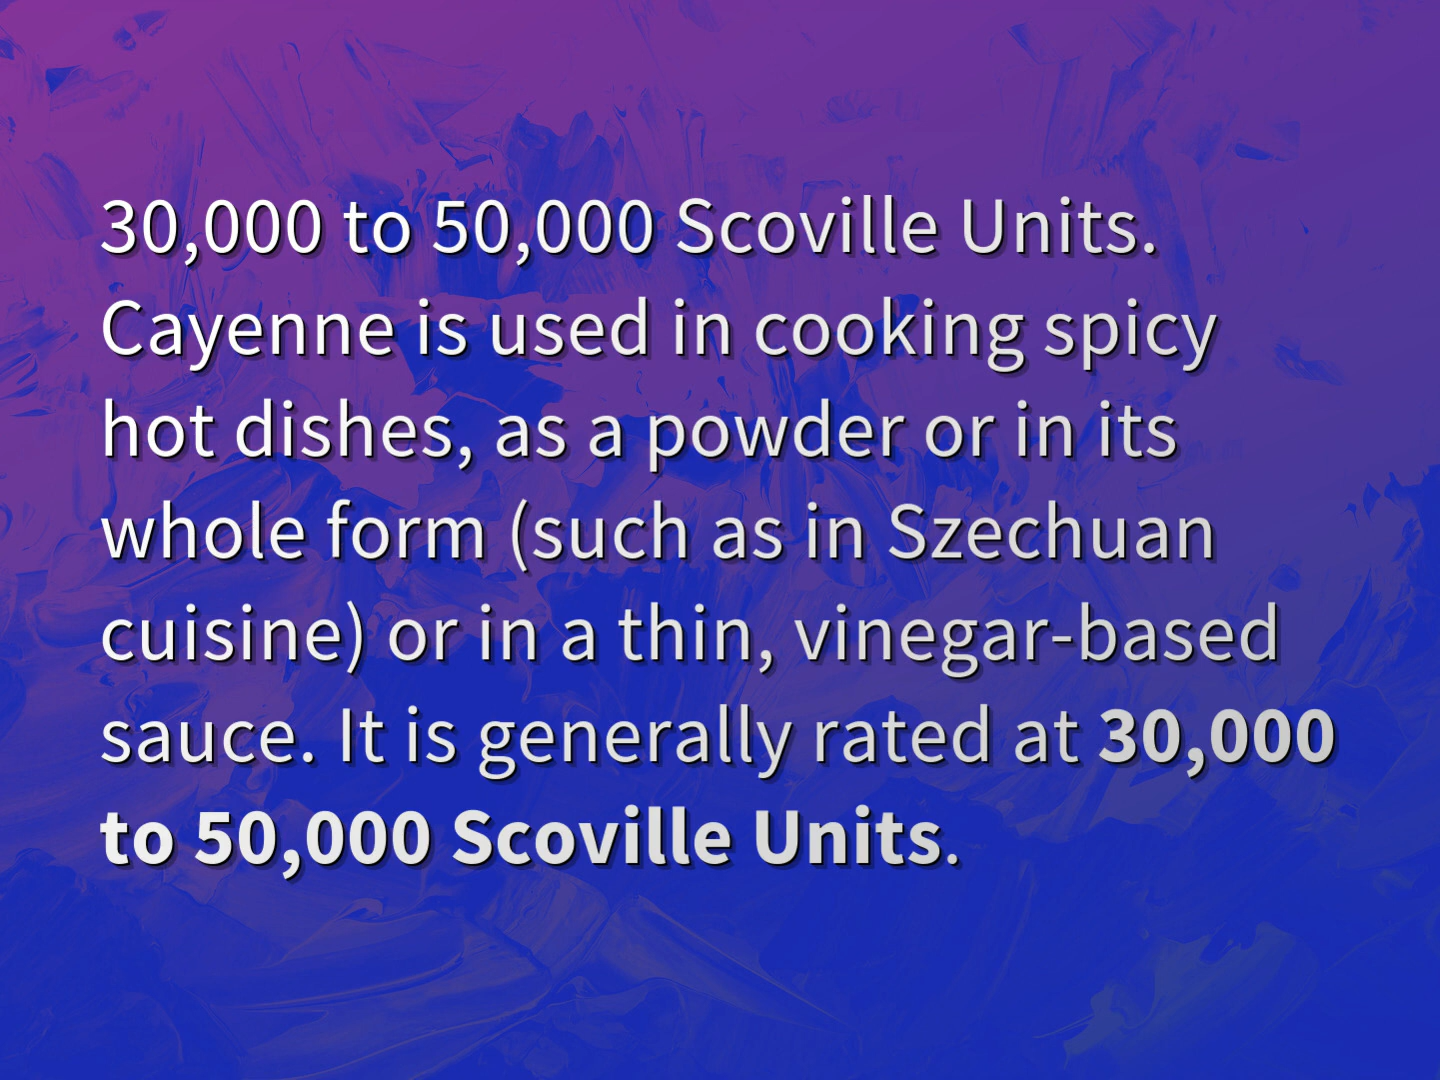 30,000 to 50,000 Scoville Units.
Cayenne is used in cooking spicy
hot dishes, as a powder or in its
whole form (such as in Szechuan
cuisine) or in a thin, vinegar-based
sauce. It is generally rated at 30,000
to 50,000 Scoville Units.